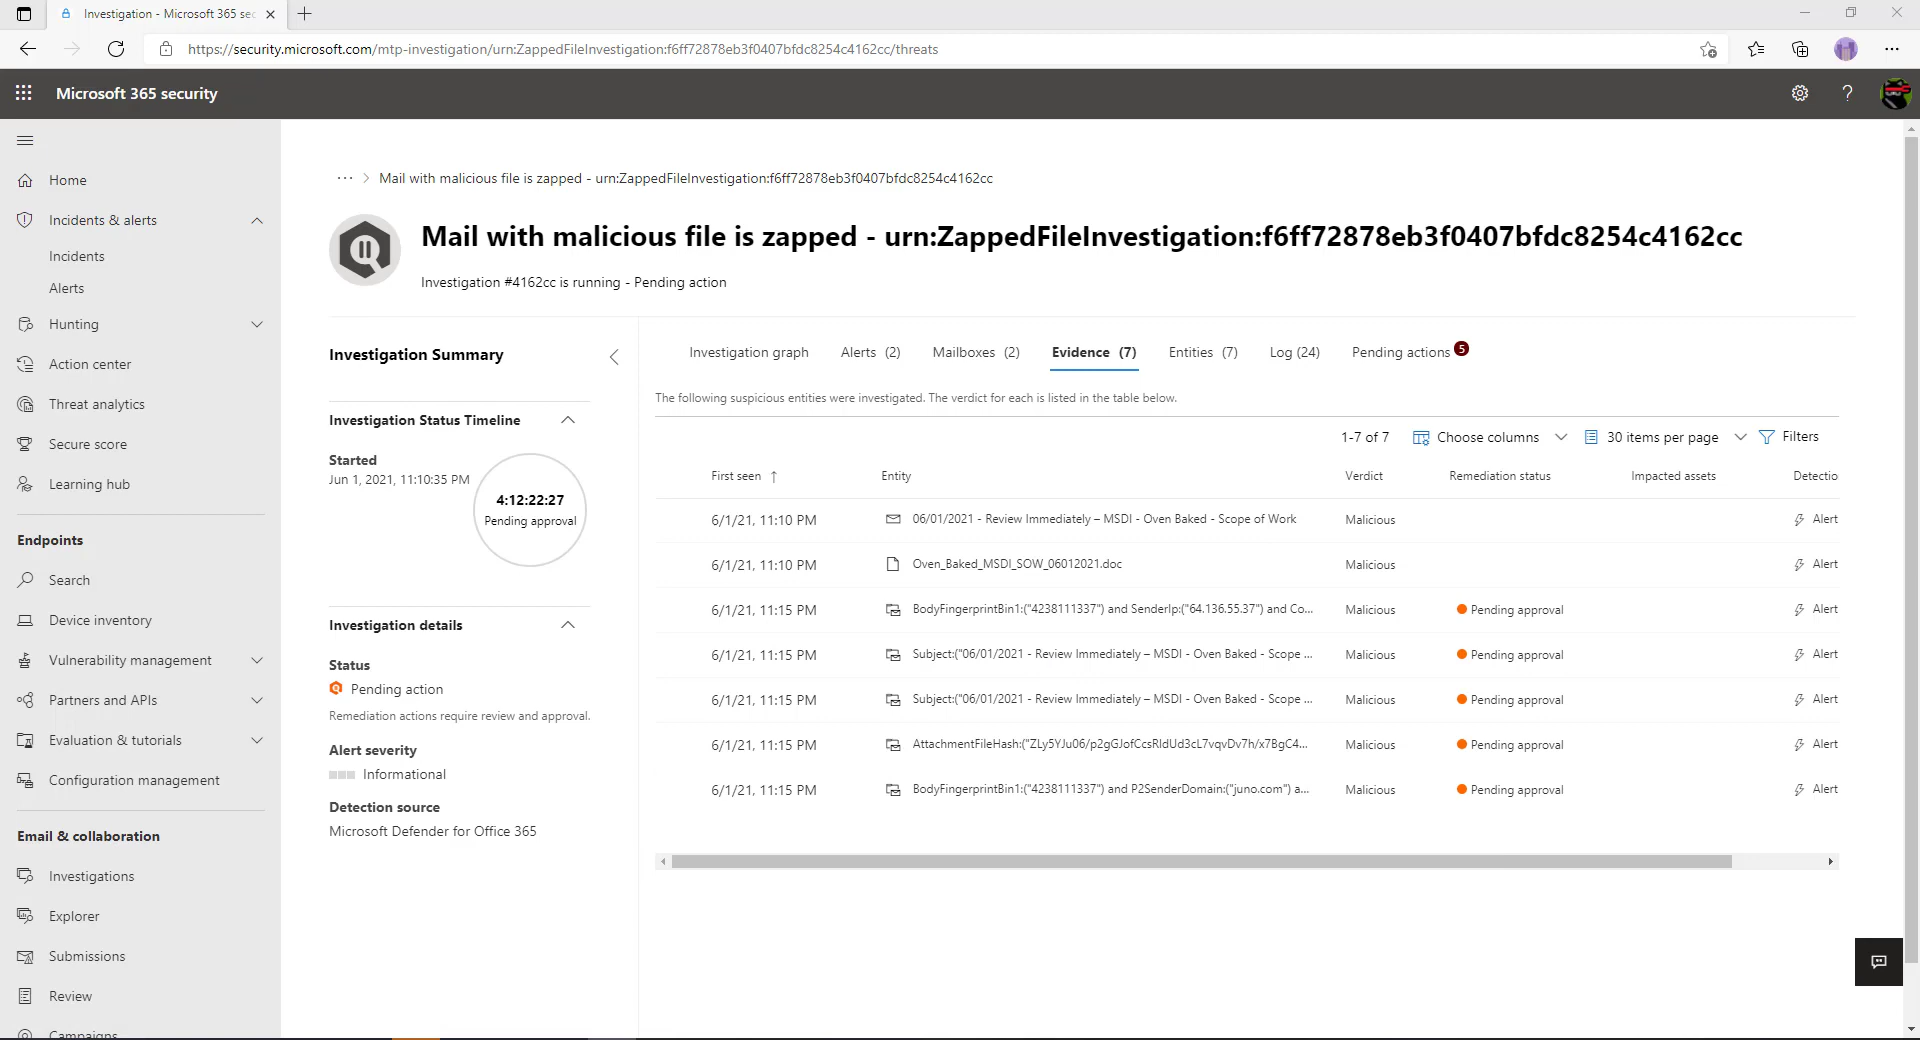 Investigation - Microsoft 365 sec
https://security.microsoft.com/mtp-investigation/urn:ZappedFileInvestigation:f6ff72878eb3f0407bfdc8254c4162cc/threats
Microsoft 365 security
Home
Incidents & alerts
Incidents
Alerts
Hunting
Action center
Threat analytics
Secure score
Learning hub
Endpoints
Search
Device inventory
Vulnerability management
Partners and APIs
Evaluation & tutorials
Configuration management
Email & collaboration
Investigations
Explorer
Submissions
Review
Campaigns
··· > Mail with malicious file is zapped - urn:ZappedFileInvestigation:f6ff72878eb3f0407bfdc8254c4162cc
Mail with malicious file is zapped - urn:ZappedFileInvestigation:f6ff72878eb3f0407bfdc8254c4162cc
Investigation #4162cc is running - Pending action
Investigation Summary
Investigation Status Timeline
Started
Jun 1, 2021, 11:10:35 PM
4:12:22:27
Pending approval
Investigation details
Status
Pending action
Remediation actions require review and approval.
Alert severity
Informational
Detection source
Microsoft Defender for Office 365
Investigation graph Alerts (2) Mailboxes (2) Evidence (7) Entities (7) Log (24) Pending actions 5
The following suspicious entities were investigated. The verdict for each is listed in the table below.
1-7 of 7 Choose columns 30 items per page Filters
First seen ↑ Entity Verdict Remediation status Impacted assets Detectio
6/1/21, 11:10 PM 06/01/2021 - Review Immediately – MSDI - Oven Baked - Scope of Work Malicious Alert
6/1/21, 11:10 PM Oven_Baked_MSDI_SOW_06012021.doc Malicious Alert
6/1/21, 11:15 PM BodyFingerprintBin1:("4238111337") and SenderIp:("64.136.55.37") and Co... Malicious Pending approval Alert
6/1/21, 11:15 PM Subject:("06/01/2021 - Review Immediately – MSDI - Oven Baked - Scope ... Malicious Pending approval Alert
6/1/21, 11:15 PM Subject:("06/01/2021 - Review Immediately – MSDI - Oven Baked - Scope ... Malicious Pending approval Alert
6/1/21, 11:15 PM AttachmentFileHash:("ZLy5YJu06/p2gGJofCcsRldUd3cL7vqvDv7h/x7BgC4... Malicious Pending approval Alert
6/1/21, 11:15 PM BodyFingerprintBin1:("4238111337") and P2SenderDomain:("juno.com") a... Malicious Pending approval Alert